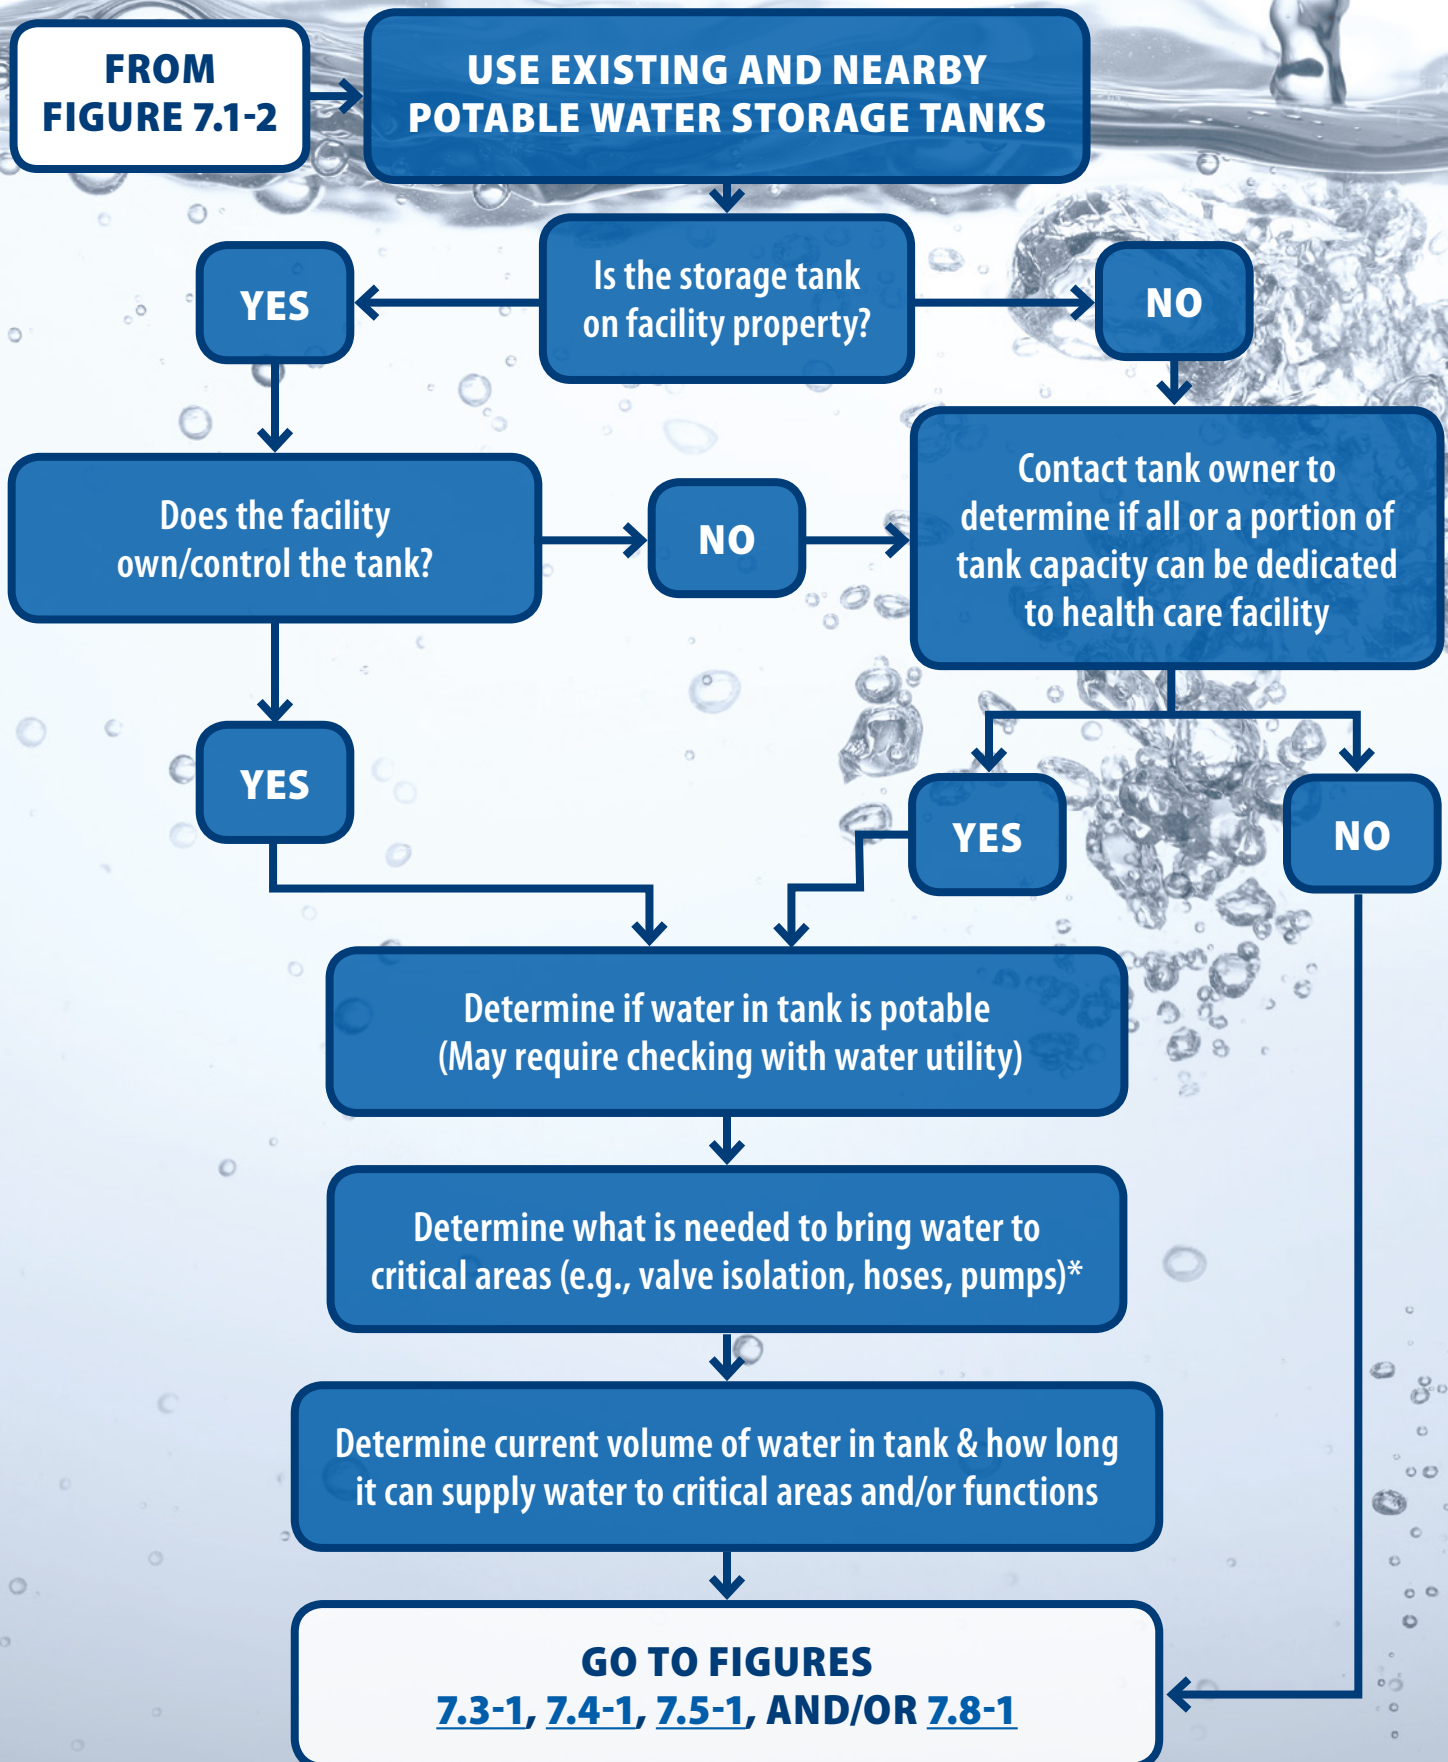 FROM
FIGURE 7.1-2
USE EXISTING AND NEARBY
POTABLE WATER STORAGE TANKS
Is the storage tank
on facility property?
YES
NO
Does the facility
own/control the tank?
NO
Contact tank owner to
determine if all or a portion of
tank capacity can be dedicated
to health care facility
YES
YES
NO
Determine if water in tank is potable
(May require checking with water utility)
Determine what is needed to bring water to
critical areas (e.g., valve isolation, hoses, pumps)*
Determine current volume of water in tank & how long
it can supply water to critical areas and/or functions
GO TO FIGURES
7.3-1, 7.4-1, 7.5-1, AND/OR 7.8-1